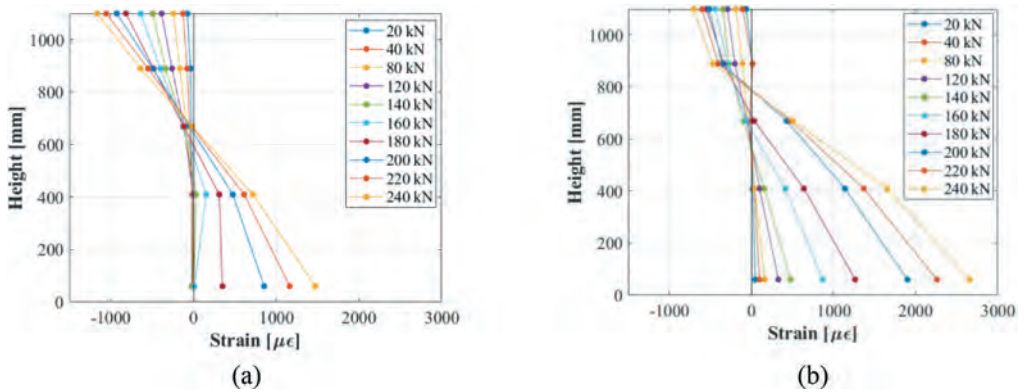 1000
800
600
400
200
0
Height [mm]
-1000
0
1000
2000
3000
Strain [με]
20 kN
40 kN
80 kN
120 kN
140 kN
160 kN
180 kN
200 kN
220 kN
240 kN
(a)
1000
800
600
400
200
0
Height [mm]
-1000
0
1000
2000
3000
Strain [με]
20 kN
40 kN
80 kN
120 kN
140 kN
160 kN
180 kN
200 kN
220 kN
240 kN
(b)